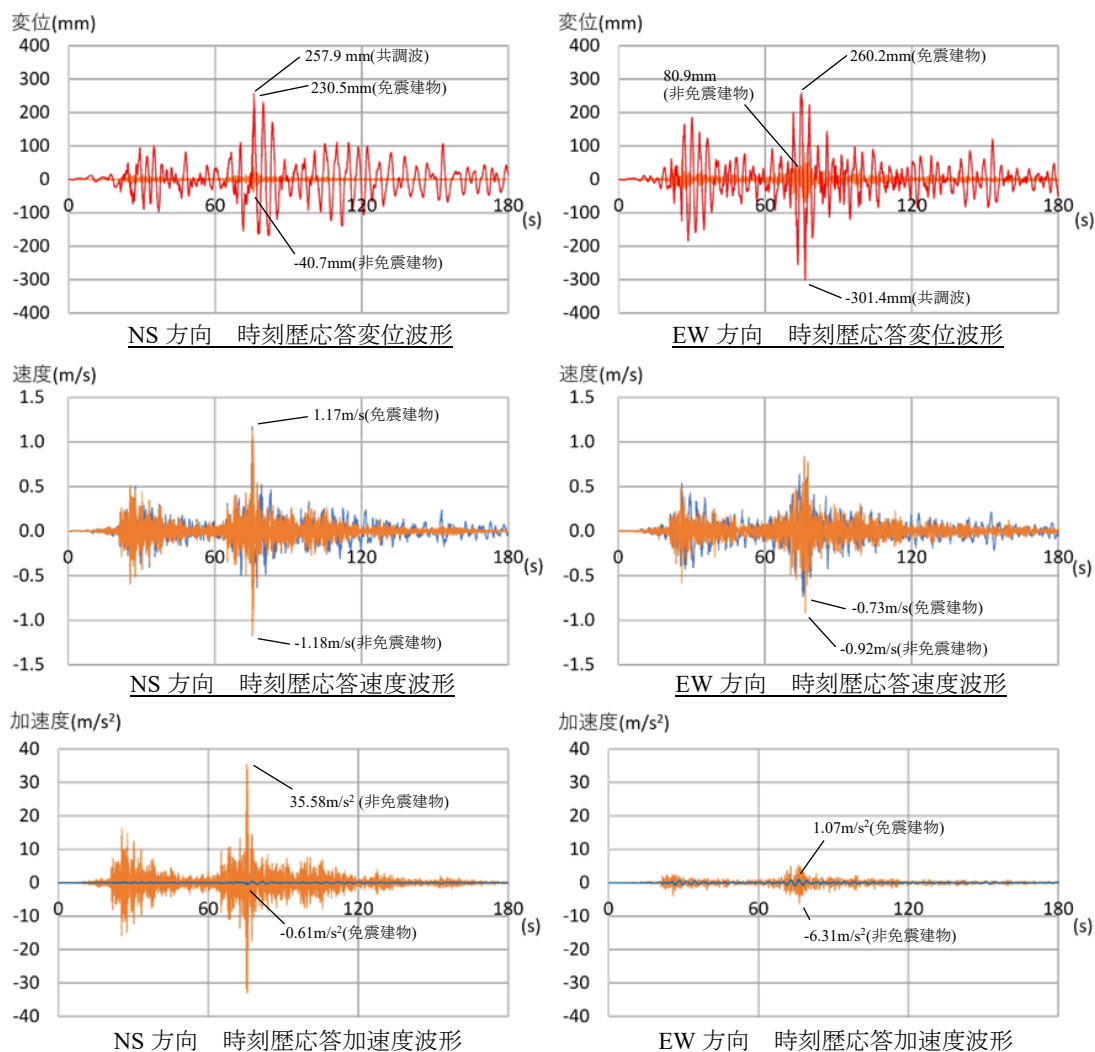 変位(mm)
400
300
200
100
0
-100
-200
-300
-400
0
60
120
180
(s)
257.9 mm(共調波)
230.5mm(免震建物)
-40.7mm(非免震建物)
NS 方向 時刻歴応答変位波形
変位(mm)
400
300
200
100
0
-100
-200
-300
-400
0
60
120
180
(s)
260.2mm(免震建物)
80.9mm
(非免震建物)
-301.4mm(共調波)
EW 方向 時刻歴応答変位波形
速度(m/s)
1.5
1.0
0.5
0.0
-0.5
-1.0
-1.5
0
60
120
180
(s)
1.17m/s(免震建物)
-1.18m/s(非免震建物)
NS 方向 時刻歴応答速度波形
速度(m/s)
1.5
1.0
0.5
0.0
-0.5
-1.0
-1.5
0
60
120
180
(s)
-0.73m/s(免震建物)
-0.92m/s(非免震建物)
EW 方向 時刻歴応答速度波形
加速度(m/s²)
40
30
20
10
0
-10
-20
-30
-40
0
60
120
180
(s)
35.58m/s² (非免震建物)
-0.61m/s²(免震建物)
NS 方向 時刻歴応答加速度波形
加速度(m/s²)
40
30
20
10
0
-10
-20
-30
-40
0
60
120
180
(s)
1.07m/s²(免震建物)
-6.31m/s²(非免震建物)
EW 方向 時刻歴応答加速度波形